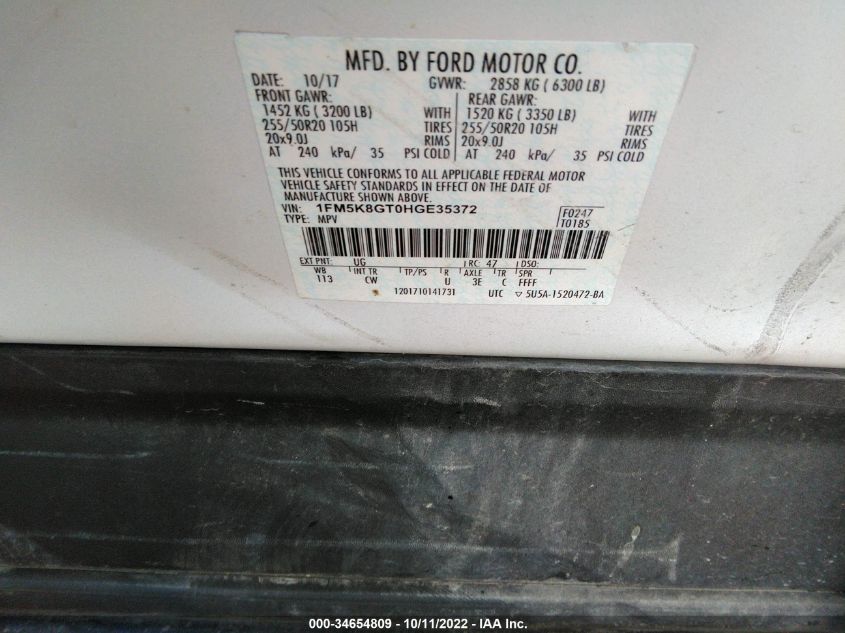 MFD. BY FORD MOTOR CO.
DATE: 10/17 GVWR: 2858 KG ( 6300 LB)
FRONT GAWR: REAR GAWR:
1452 KG ( 3200 LB) WITH 1520 KG ( 3350 LB) WITH
255/50R20 105H TIRES 255/50R20 105H TIRES
20x9.0J RIMS 20x9.0J RIMS
AT 240 kPa/ 35 PSI COLD AT 240 kPa/ 35 PSI COLD
THIS VEHICLE CONFORMS TO ALL APPLICABLE FEDERAL MOTOR
VEHICLE SAFETY STANDARDS IN EFFECT ON THE DATE OF
MANUFACTURE SHOWN ABOVE.
VIN: 1FM5K8GT0HGE35372 F0247
TYPE: MPV T0185
EXT PNT: UG RC: 47 DSO:
WB INT TR TP/PS R AXLE TR SPR
113 CW U 3E C FFFF
1201710141731 UTC ▽ 5U5A-1520472-BA
000-34654809 - 10/11/2022 - IAA Inc.